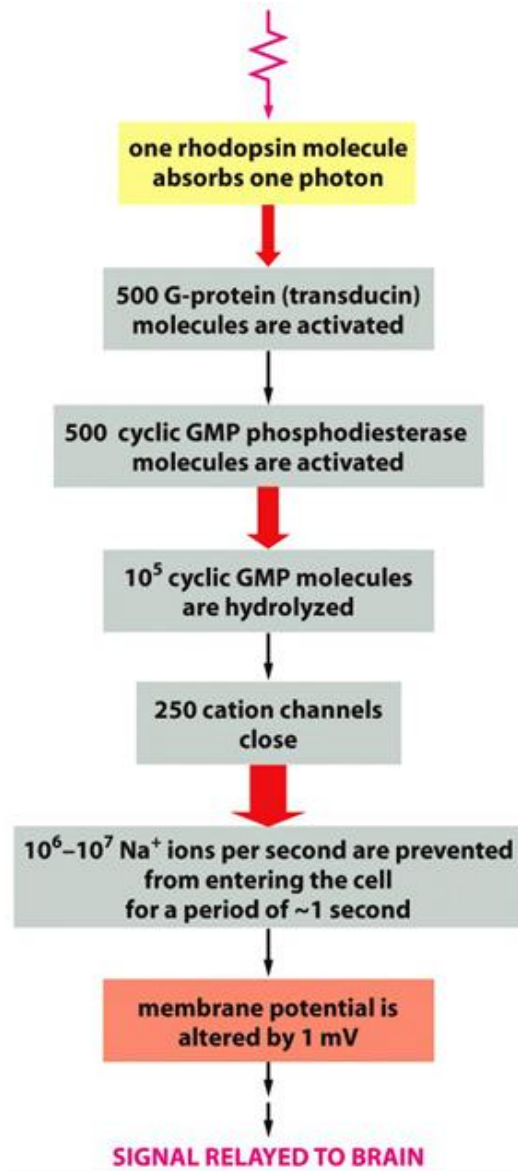 one rhodopsin molecule
absorbs one photon
500 G-protein (transducin)
molecules are activated
500 cyclic GMP phosphodiesterase
molecules are activated
10⁵ cyclic GMP molecules
are hydrolyzed
250 cation channels
close
10⁶–10⁷ Na⁺ ions per second are prevented
from entering the cell
for a period of ~1 second
membrane potential is
altered by 1 mV
SIGNAL RELAYED TO BRAIN